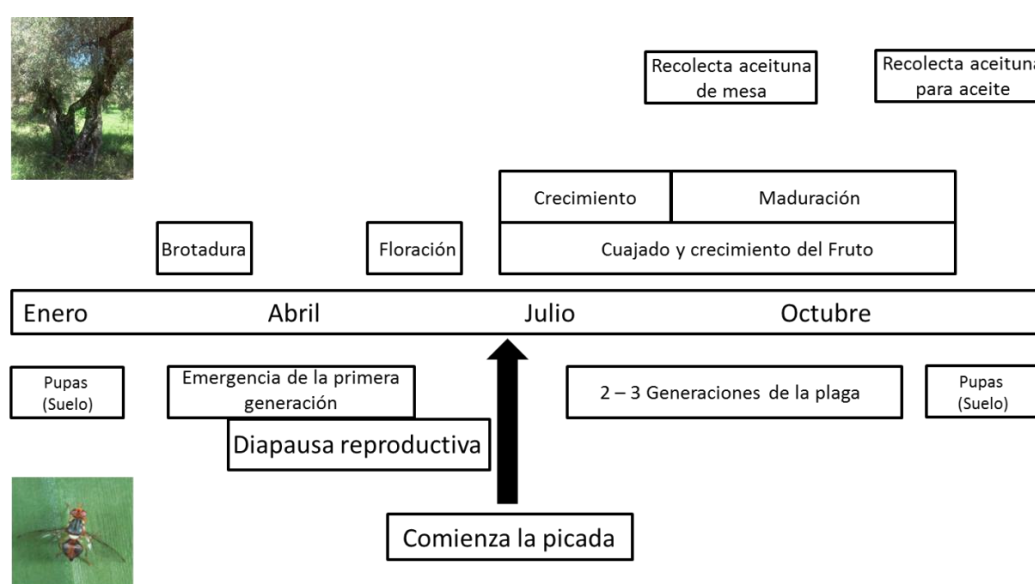 Recolecta aceituna
de mesa
Recolecta aceituna
para aceite
Crecimiento
Maduración
Brotadura
Floración
Cuajado y crecimiento del Fruto
Enero
Abril
Julio
Octubre
Pupas
(Suelo)
Emergencia de la primera
generación
2 – 3 Generaciones de la plaga
Pupas
(Suelo)
Diapausa reproductiva
Comienza la picada